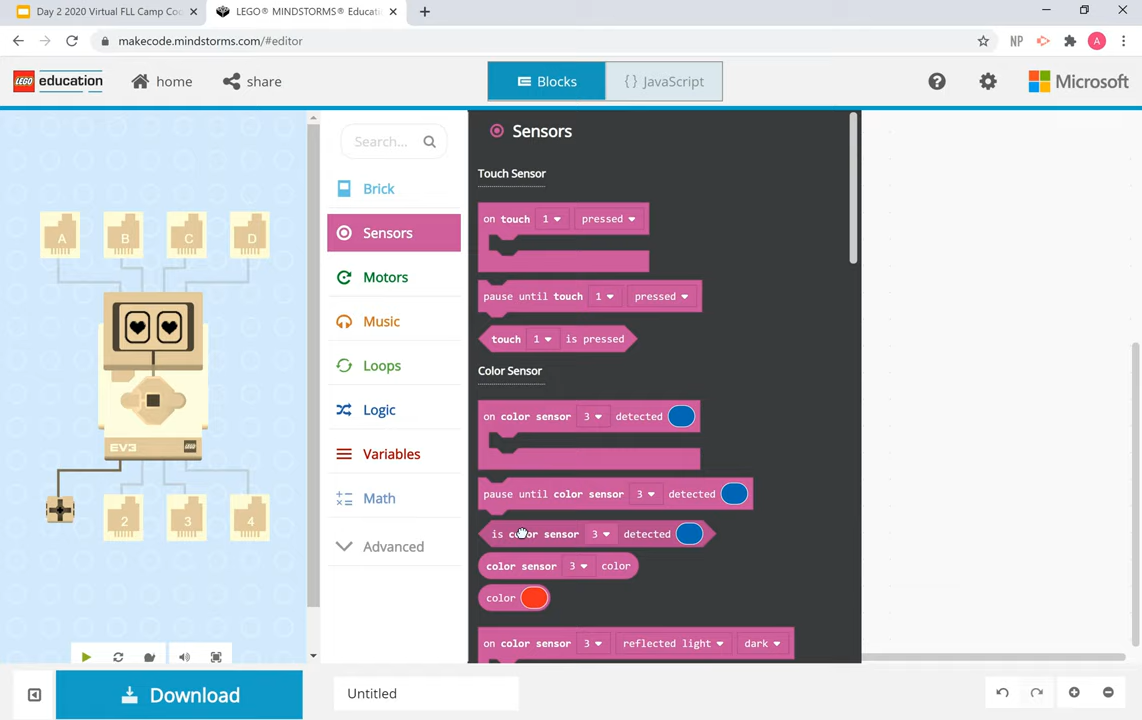 Day 2 2020 Virtual FLL Camp Co
LEGO® MINDSTORMS® Educati
makecode.mindstorms.com/#editor
NP
A
LEGO education
home
share
Blocks
{ } JavaScript
Microsoft
Search...
Brick
Sensors
Motors
Music
Loops
Logic
Variables
Math
Advanced
A
B
C
D
EV3
2
3
4
Sensors
Touch Sensor
on touch 1 pressed
pause until touch 1 pressed
touch 1 is pressed
Color Sensor
on color sensor 3 detected
pause until color sensor 3 detected
is color sensor 3 detected
color sensor 3 color
color
on color sensor 3 reflected light dark
Download
Untitled